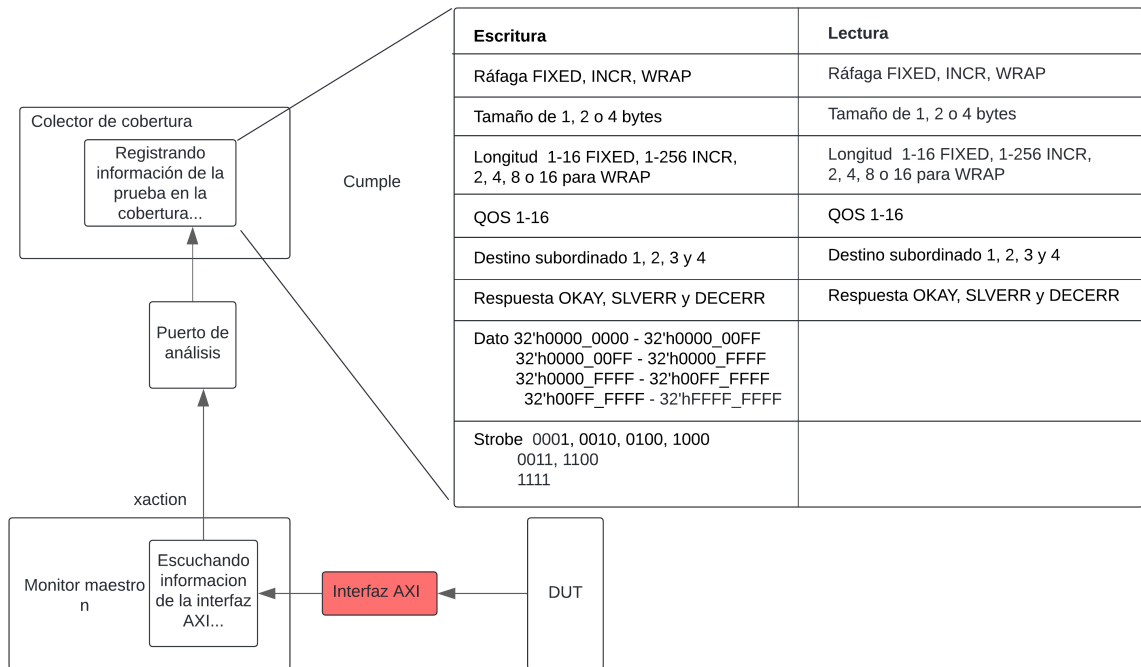 Colector de cobertura
Registrando
información de la
prueba en la
cobertura...
Cumple
Puerto de
análisis
xaction
Monitor maestro
n
Escuchando
informacion
de la interfaz
AXI...
Interfaz AXI
DUT
Escritura
Lectura
Ráfaga FIXED, INCR, WRAP
Ráfaga FIXED, INCR, WRAP
Tamaño de 1, 2 o 4 bytes
Tamaño de 1, 2 o 4 bytes
Longitud 1-16 FIXED, 1-256 INCR,
2, 4, 8 o 16 para WRAP
Longitud 1-16 FIXED, 1-256 INCR,
2, 4, 8 o 16 para WRAP
QOS 1-16
QOS 1-16
Destino subordinado 1, 2, 3 y 4
Destino subordinado 1, 2, 3 y 4
Respuesta OKAY, SLVERR y DECERR
Respuesta OKAY, SLVERR y DECERR
Dato 32'h0000_0000 - 32'h0000_00FF
32'h0000_00FF - 32'h0000_FFFF
32'h0000_FFFF - 32'h00FF_FFFF
32'h00FF_FFFF - 32'hFFFF_FFFF
Strobe 0001, 0010, 0100, 1000
0011, 1100
1111